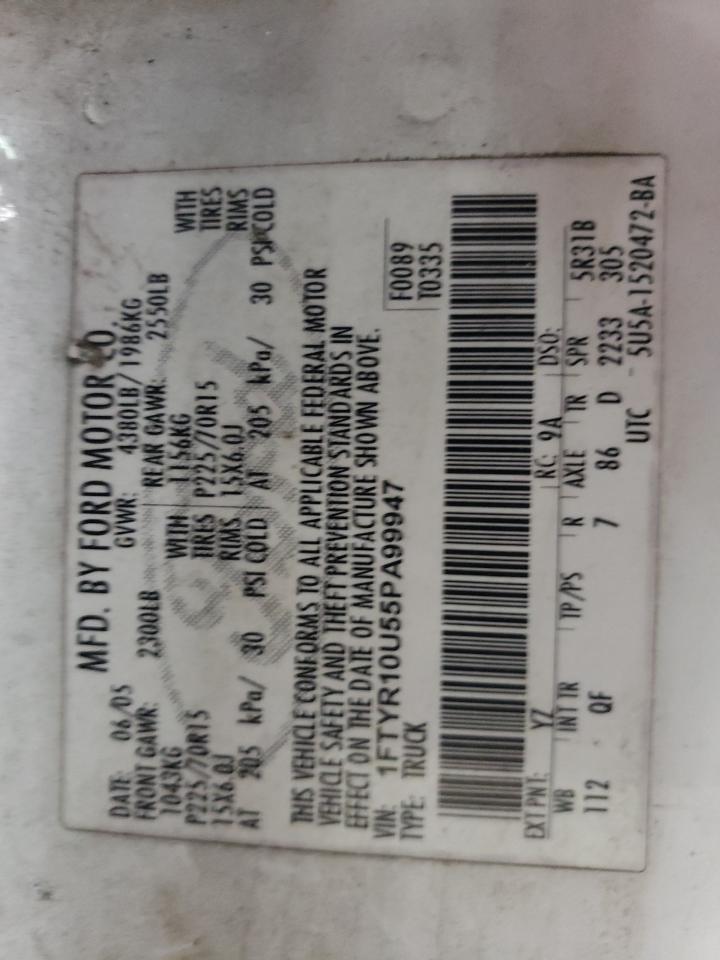 MFD. BY FORD MOTOR CO.
DATE: 06/05 GVWR: 4380LB/1986KG
FRONT GAWR: 2300LB REAR GAWR: 2550LB
1043KG WITH 1156KG WITH
P225/70R15 TIRES P225/70R15 TIRES
15X6.0J RIMS 15X6.0J RIMS
AT 205 kPa/ 30 PSI COLD AT 205 kPa/ 30 PSI COLD
THIS VEHICLE CONFORMS TO ALL APPLICABLE FEDERAL MOTOR
VEHICLE SAFETY AND THEFT PREVENTION STANDARDS IN
EFFECT ON THE DATE OF MANUFACTURE SHOWN ABOVE.
VIN: 1FTYR10U55PA99947 F0089
TYPE: TRUCK T0335
EXT PNT: YZ RC: 9A DSO:
WB INT TR TP/PS R AXLE TR SPR 5R31B
112 QF 7 86 D 2233 305
UTC 5U5A-1520472-BA